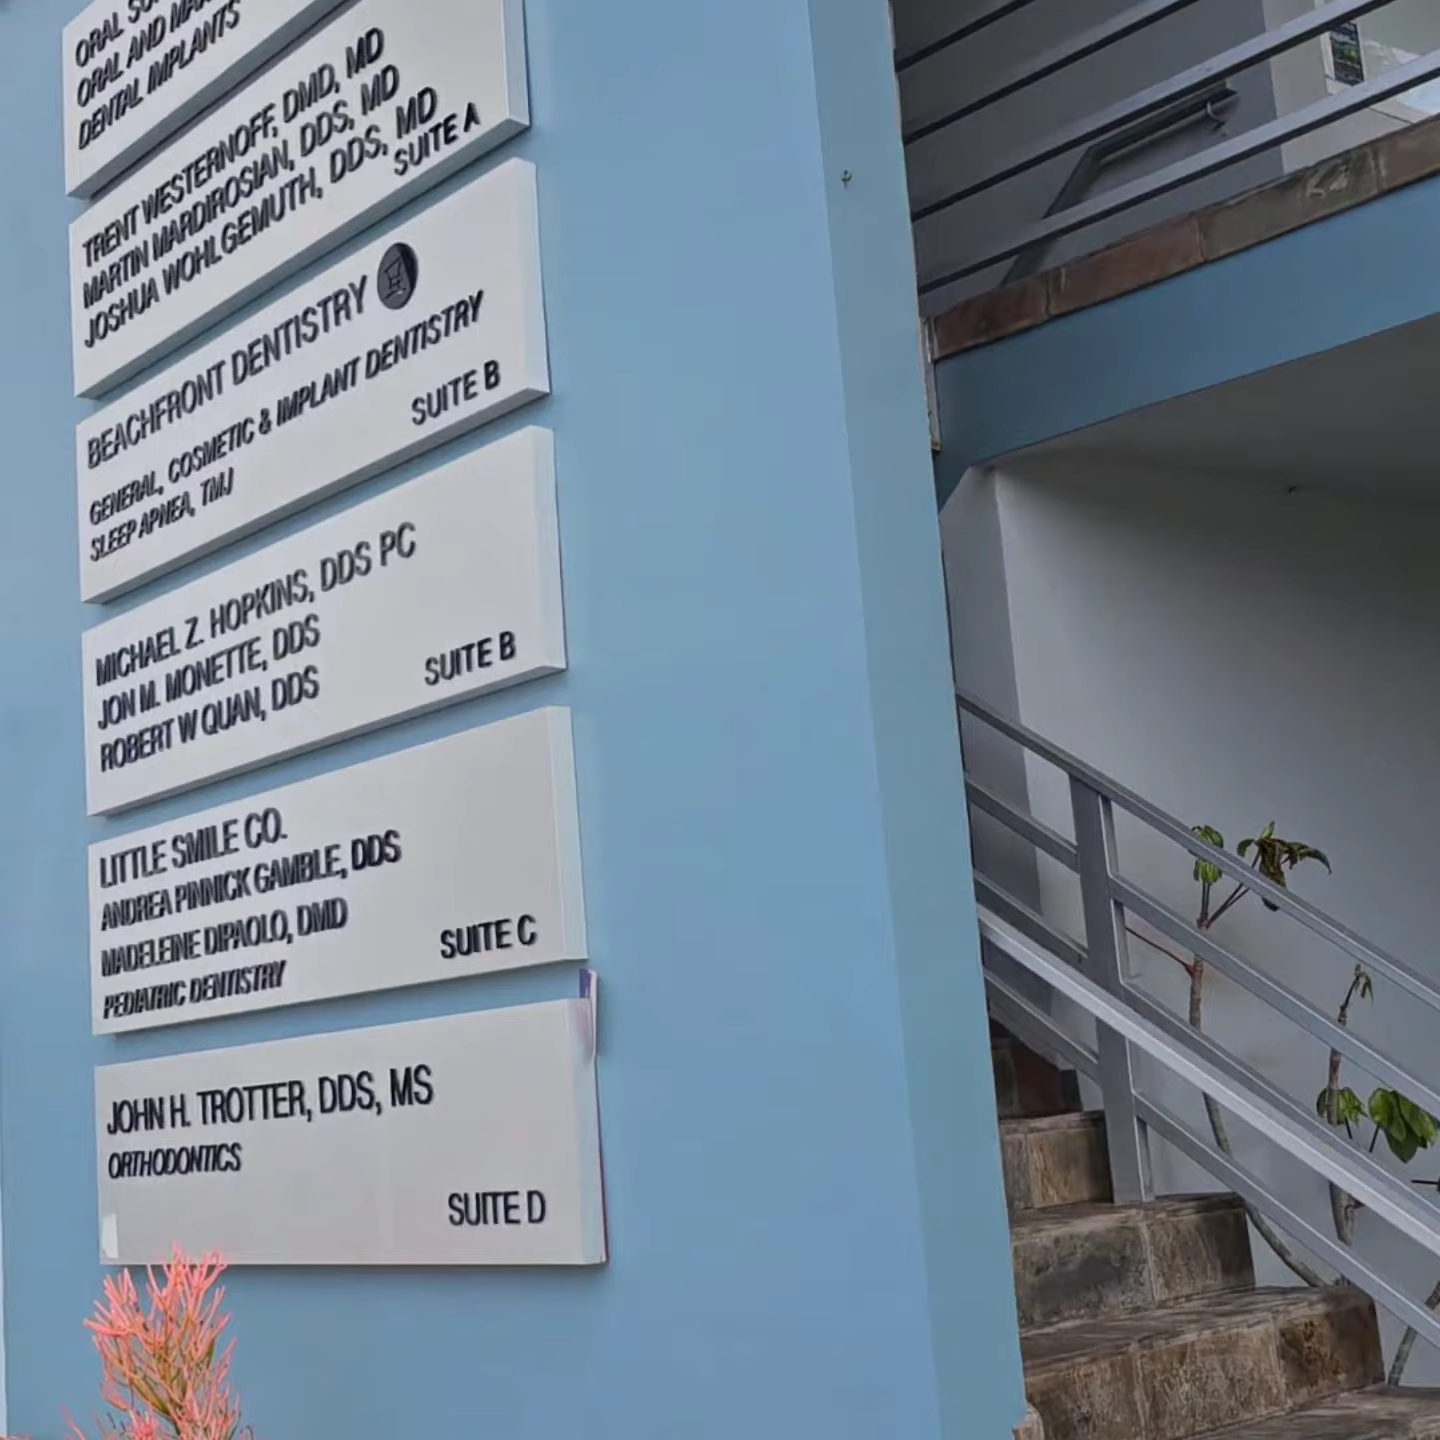 ORAL
ORAL AND
DENTAL IMPLANTS
TRENT WESTERNOFF, DMD, MD
MARTIN MARDIROSIAN, DDS, MD
JOSHUA WOHLGEMUTH, DDS, MD
SUITE A
BEACHFRONT DENTISTRY
GENERAL, COSMETIC & IMPLANT DENTISTRY
SLEEP APNEA, TMJ
SUITE B
MICHAEL Z. HOPKINS, DDS PC
JON M. MONETTE, DDS
ROBERT W QUAN, DDS
SUITE B
LITTLE SMILE CO.
ANDREA PINNICK GAMBLE, DDS
MADELEINE DIPAOLO, DMD
PEDIATRIC DENTISTRY
SUITE C
JOHN H. TROTTER, DDS, MS
ORTHODONTICS
SUITE D